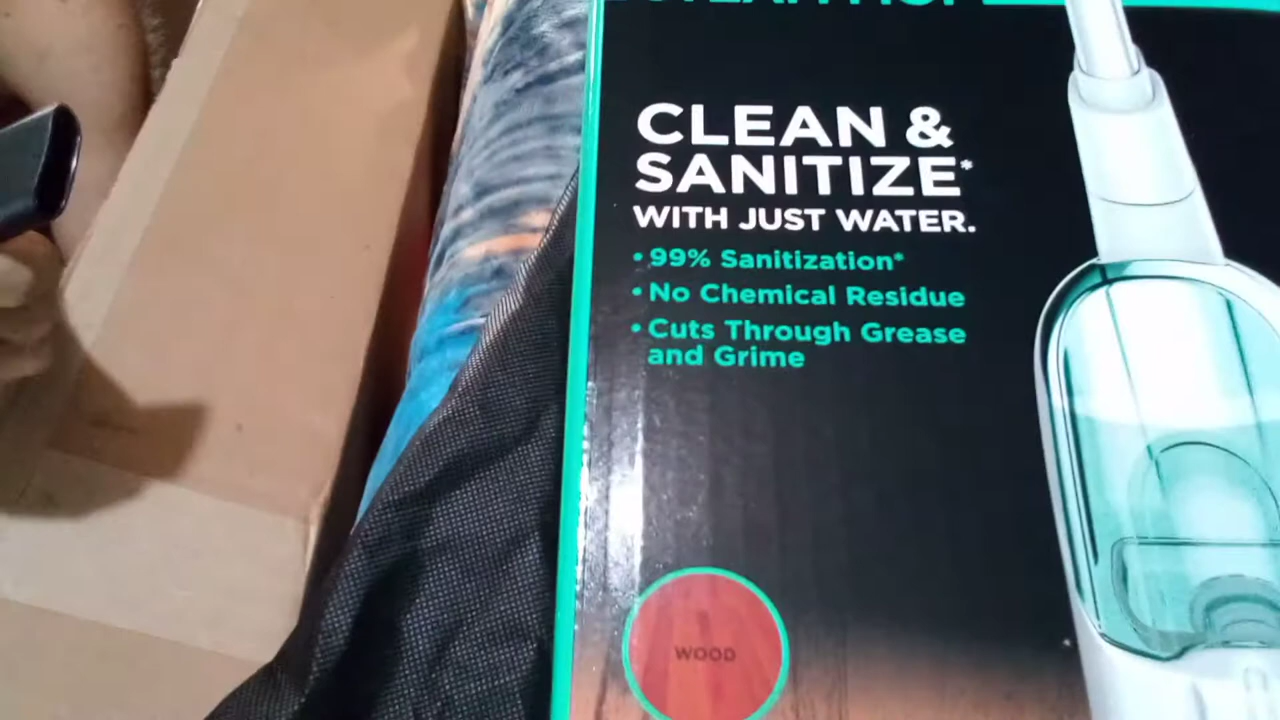 CLEAN &
SANITIZE*
WITH JUST WATER.
• 99% Sanitization*
• No Chemical Residue
• Cuts Through Grease
and Grime
WOOD